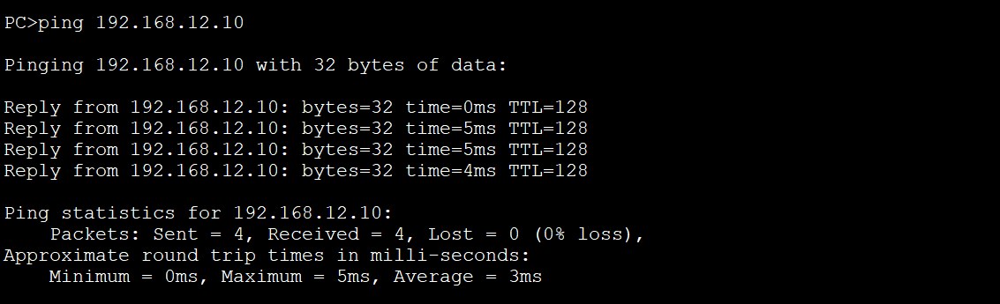 PC>ping 192.168.12.10
Pinging 192.168.12.10 with 32 bytes of data:
Reply from 192.168.12.10: bytes=32 time=0ms TTL=128
Reply from 192.168.12.10: bytes=32 time=5ms TTL=128
Reply from 192.168.12.10: bytes=32 time=5ms TTL=128
Reply from 192.168.12.10: bytes=32 time=4ms TTL=128
Ping statistics for 192.168.12.10:
    Packets: Sent = 4, Received = 4, Lost = 0 (0% loss),
Approximate round trip times in milli-seconds:
    Minimum = 0ms, Maximum = 5ms, Average = 3ms